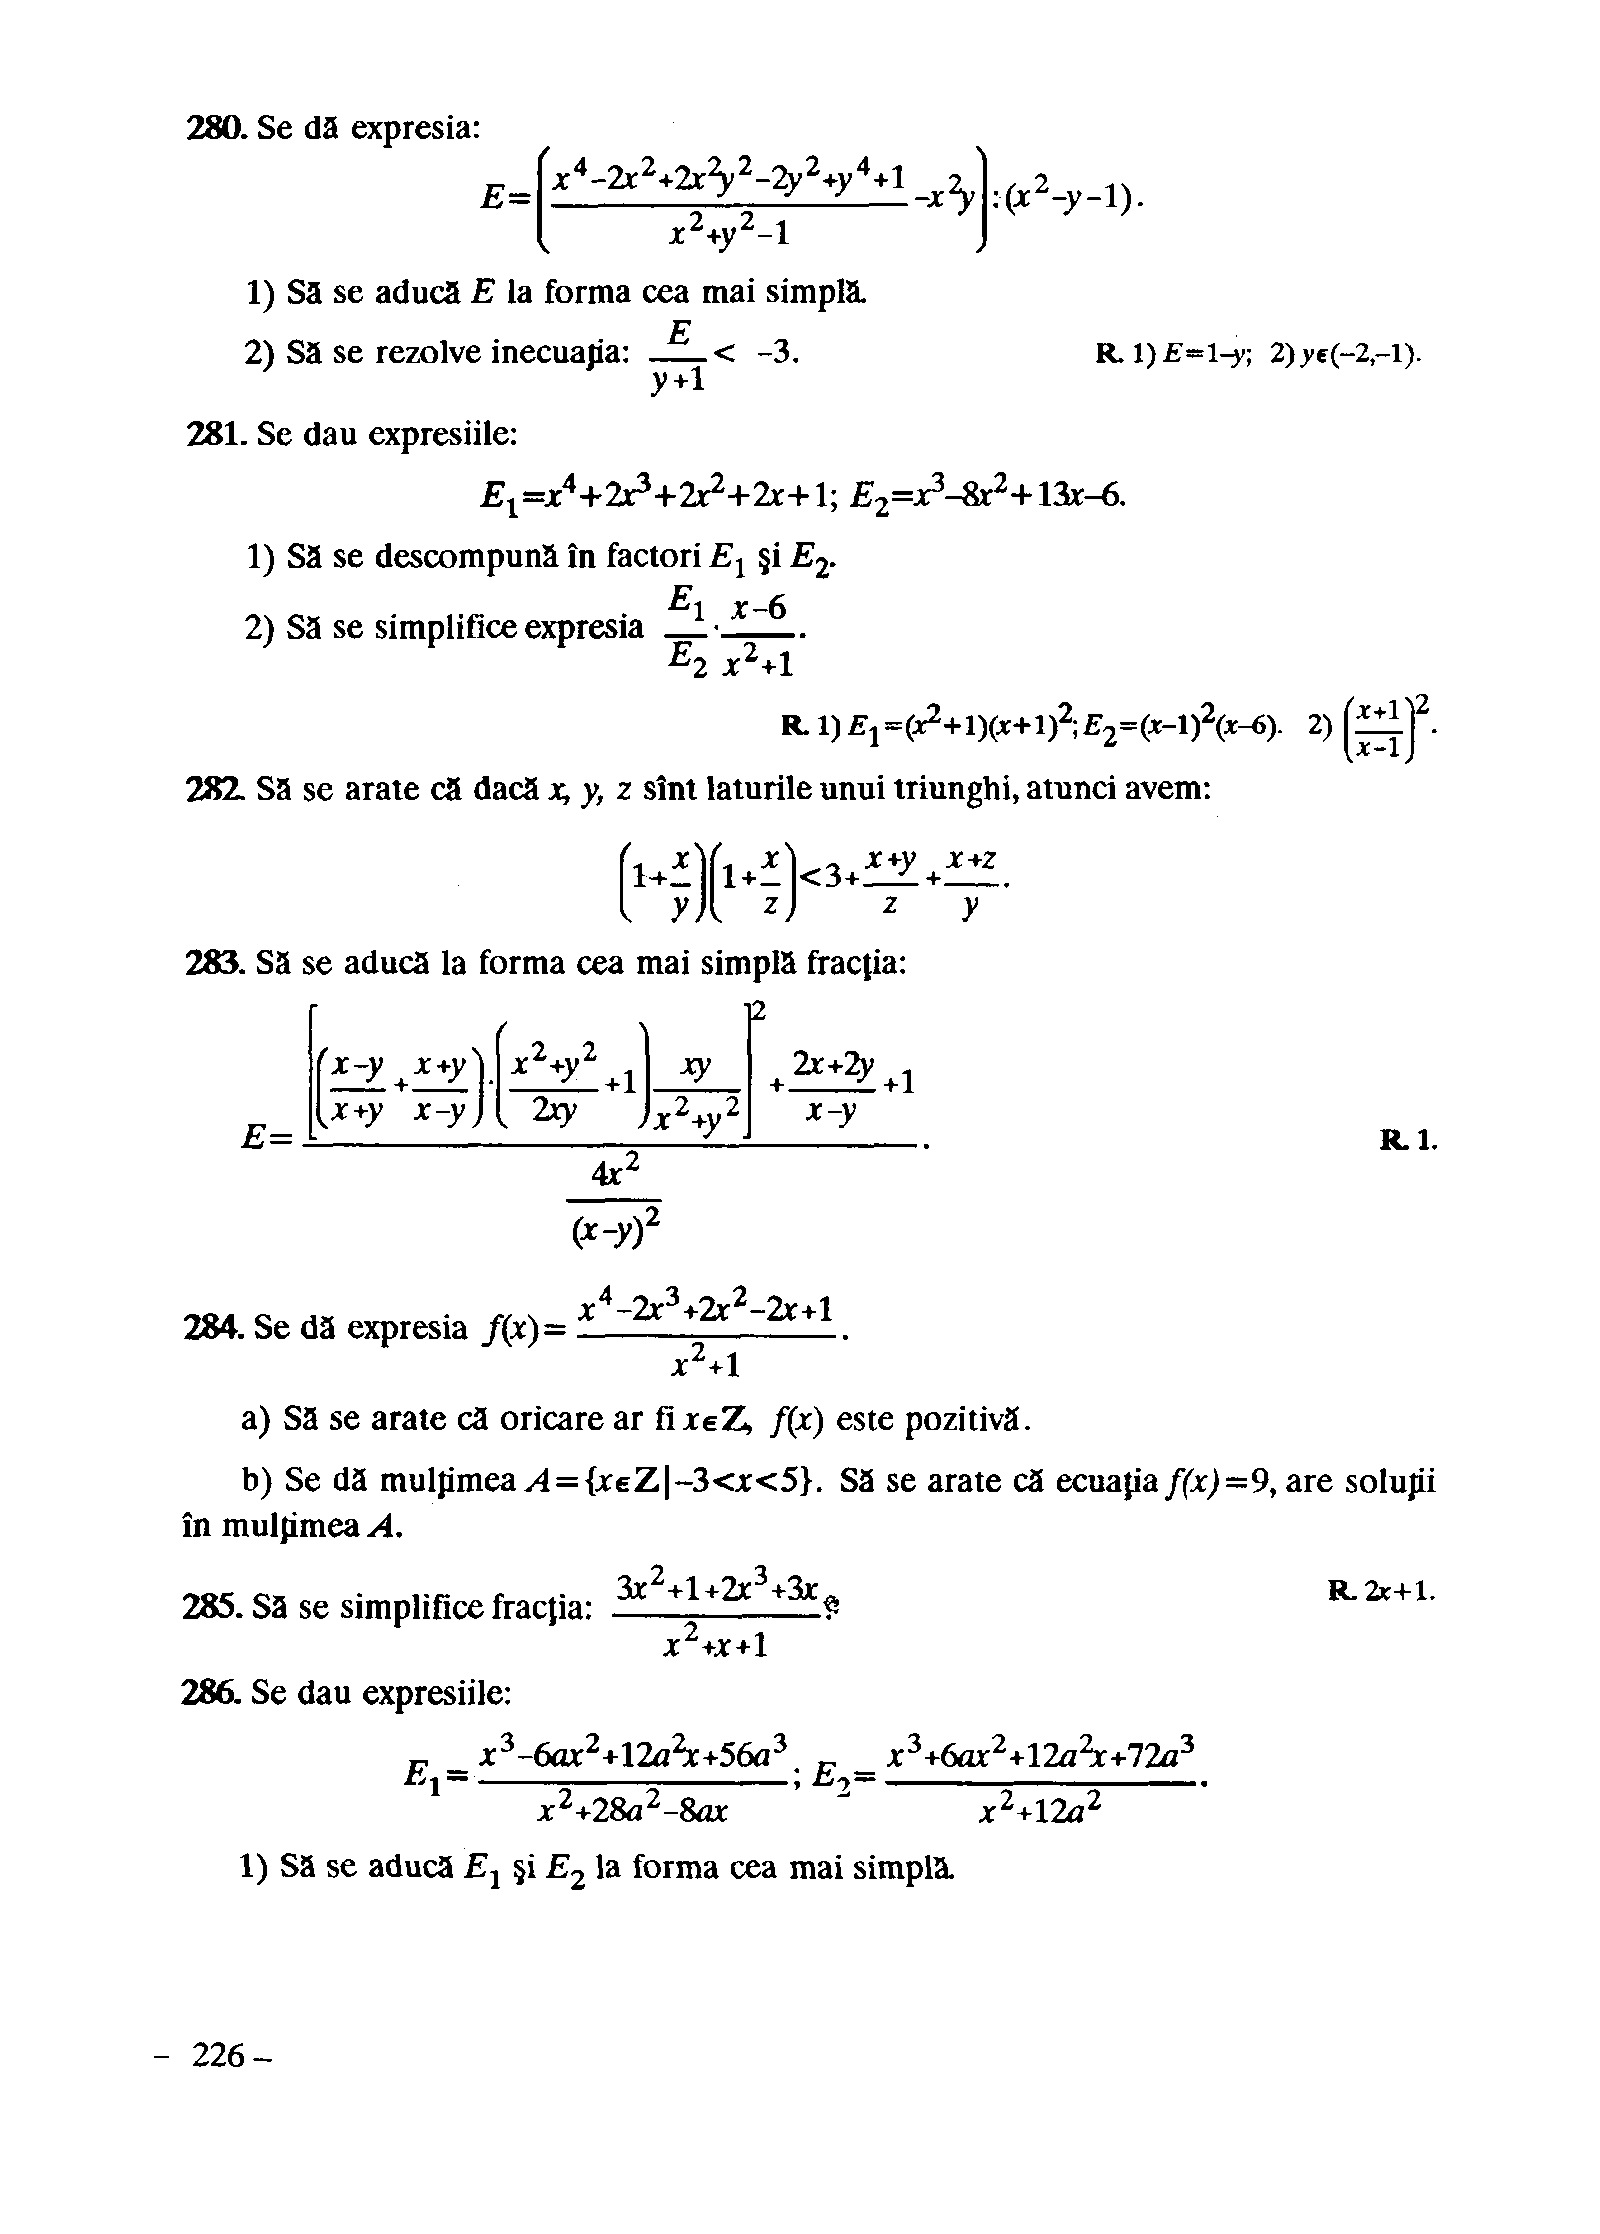 280. Se dă expresia:
E=((x⁴-2x²+2x²y²-2y²+y⁴+1)/(x²+y²-1) -x²y):(x²-y-1).
1) Să se aducă E la forma cea mai simplă.
2) Să se rezolve inecuaţia: E/(y+1) < -3. R. 1) E=1-y; 2) y∈(-2,-1).
281. Se dau expresiile:
E₁=x⁴+2x³+2x²+2x+1; E₂=x³-8x²+13x-6.
1) Să se descompună în factori E₁ şi E₂.
2) Să se simplifice expresia E₁/E₂ · (x-6)/(x²+1).
R. 1) E₁=(x²+1)(x+1)²; E₂=(x-1)²(x-6). 2) ((x+1)/(x-1))².
282. Să se arate că dacă x, y, z sînt laturile unui triunghi, atunci avem:
(1+x/y)(1+x/z)<3+(x+y)/z+(x+z)/y.
283. Să se aducă la forma cea mai simplă fracţia:
E=([((x-y)/(x+y)+(x+y)/(x-y))·((x²+y²)/(2xy)+1) xy/(x²+y²)]²+(2x+2y)/(x-y)+1)/(4x²/(x-y)²). R. 1.
284. Se dă expresia f(x)=(x⁴-2x³+2x²-2x+1)/(x²+1).
a) Să se arate că oricare ar fi x∈Z, f(x) este pozitivă.
b) Se dă mulţimea A={x∈Z|-3<x<5}. Să se arate că ecuaţia f(x)=9, are soluţii
în mulţimea A.
285. Să se simplifice fracţia: (3x²+1+2x³+3x)/(x²+x+1) R. 2x+1.
286. Se dau expresiile:
E₁=(x³-6ax²+12a²x+56a³)/(x²+28a²-8ax); E₂=(x³+6ax²+12a²x+72a³)/(x²+12a²).
1) Să se aducă E₁ şi E₂ la forma cea mai simplă.
- 226 -